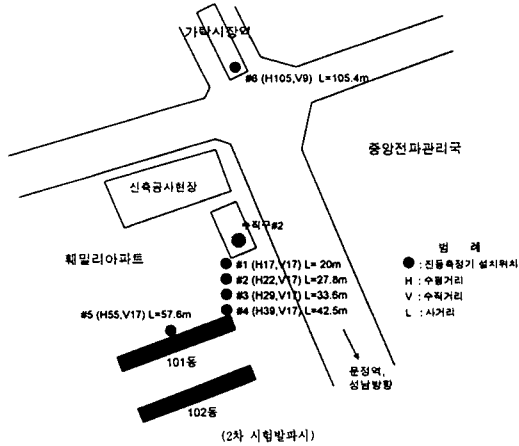 가락시장역
#6 (H105,V9) L=105.4m
중앙전파관리국
신축공사현장
수직구#2
훼밀리아파트
#1 (H17,V17) L= 20m
#2 (H22,V17) L=27.8m
#3 (H29,V17) L=33.6m
#4 (H39,V17) L=42.5m
#5 (H55,V17) L=57.6m
범 례
: 진동측정기 설치위치
H : 수평거리
V : 수직거리
L : 사거리
101동
102동
문정역,
성남방향
(2차 시험발파시)